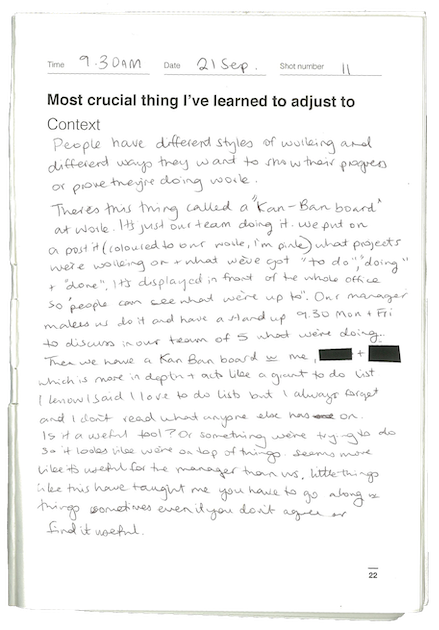 Time 9.30am Date 21 Sep. Shot number 11
Most crucial thing I've learned to adjust to
Context
People have different styles of working and
different ways they want to show their progress
or prove they're doing work.
There's this thing called a "Kan-Ban board"
at work. It's just our team doing it. We put on
a post it (coloured to our work, I'm pink) what projects
we're working on + what we've got "to do", "doing"
+ "done". It's displayed in front of the whole office
so "people can see what we're up to". Our manager
makes us do it and have a stand up 9.30 Mon + Fri
to discuss in our team of 5 what we're doing.
Then we have a Kan Ban board w me, +
which is more in depth + acts like a giant to do list
I know I said I love to do lists but I always forget
and I don't read what anyone else has on.
Is it a useful tool? Or something we're trying to do
so it looks like we're on top of things. Seems more
like useful for the manager than us, little things
like this have taught me you have to go along w
things sometimes even if you don't agree or
find it useful.
22